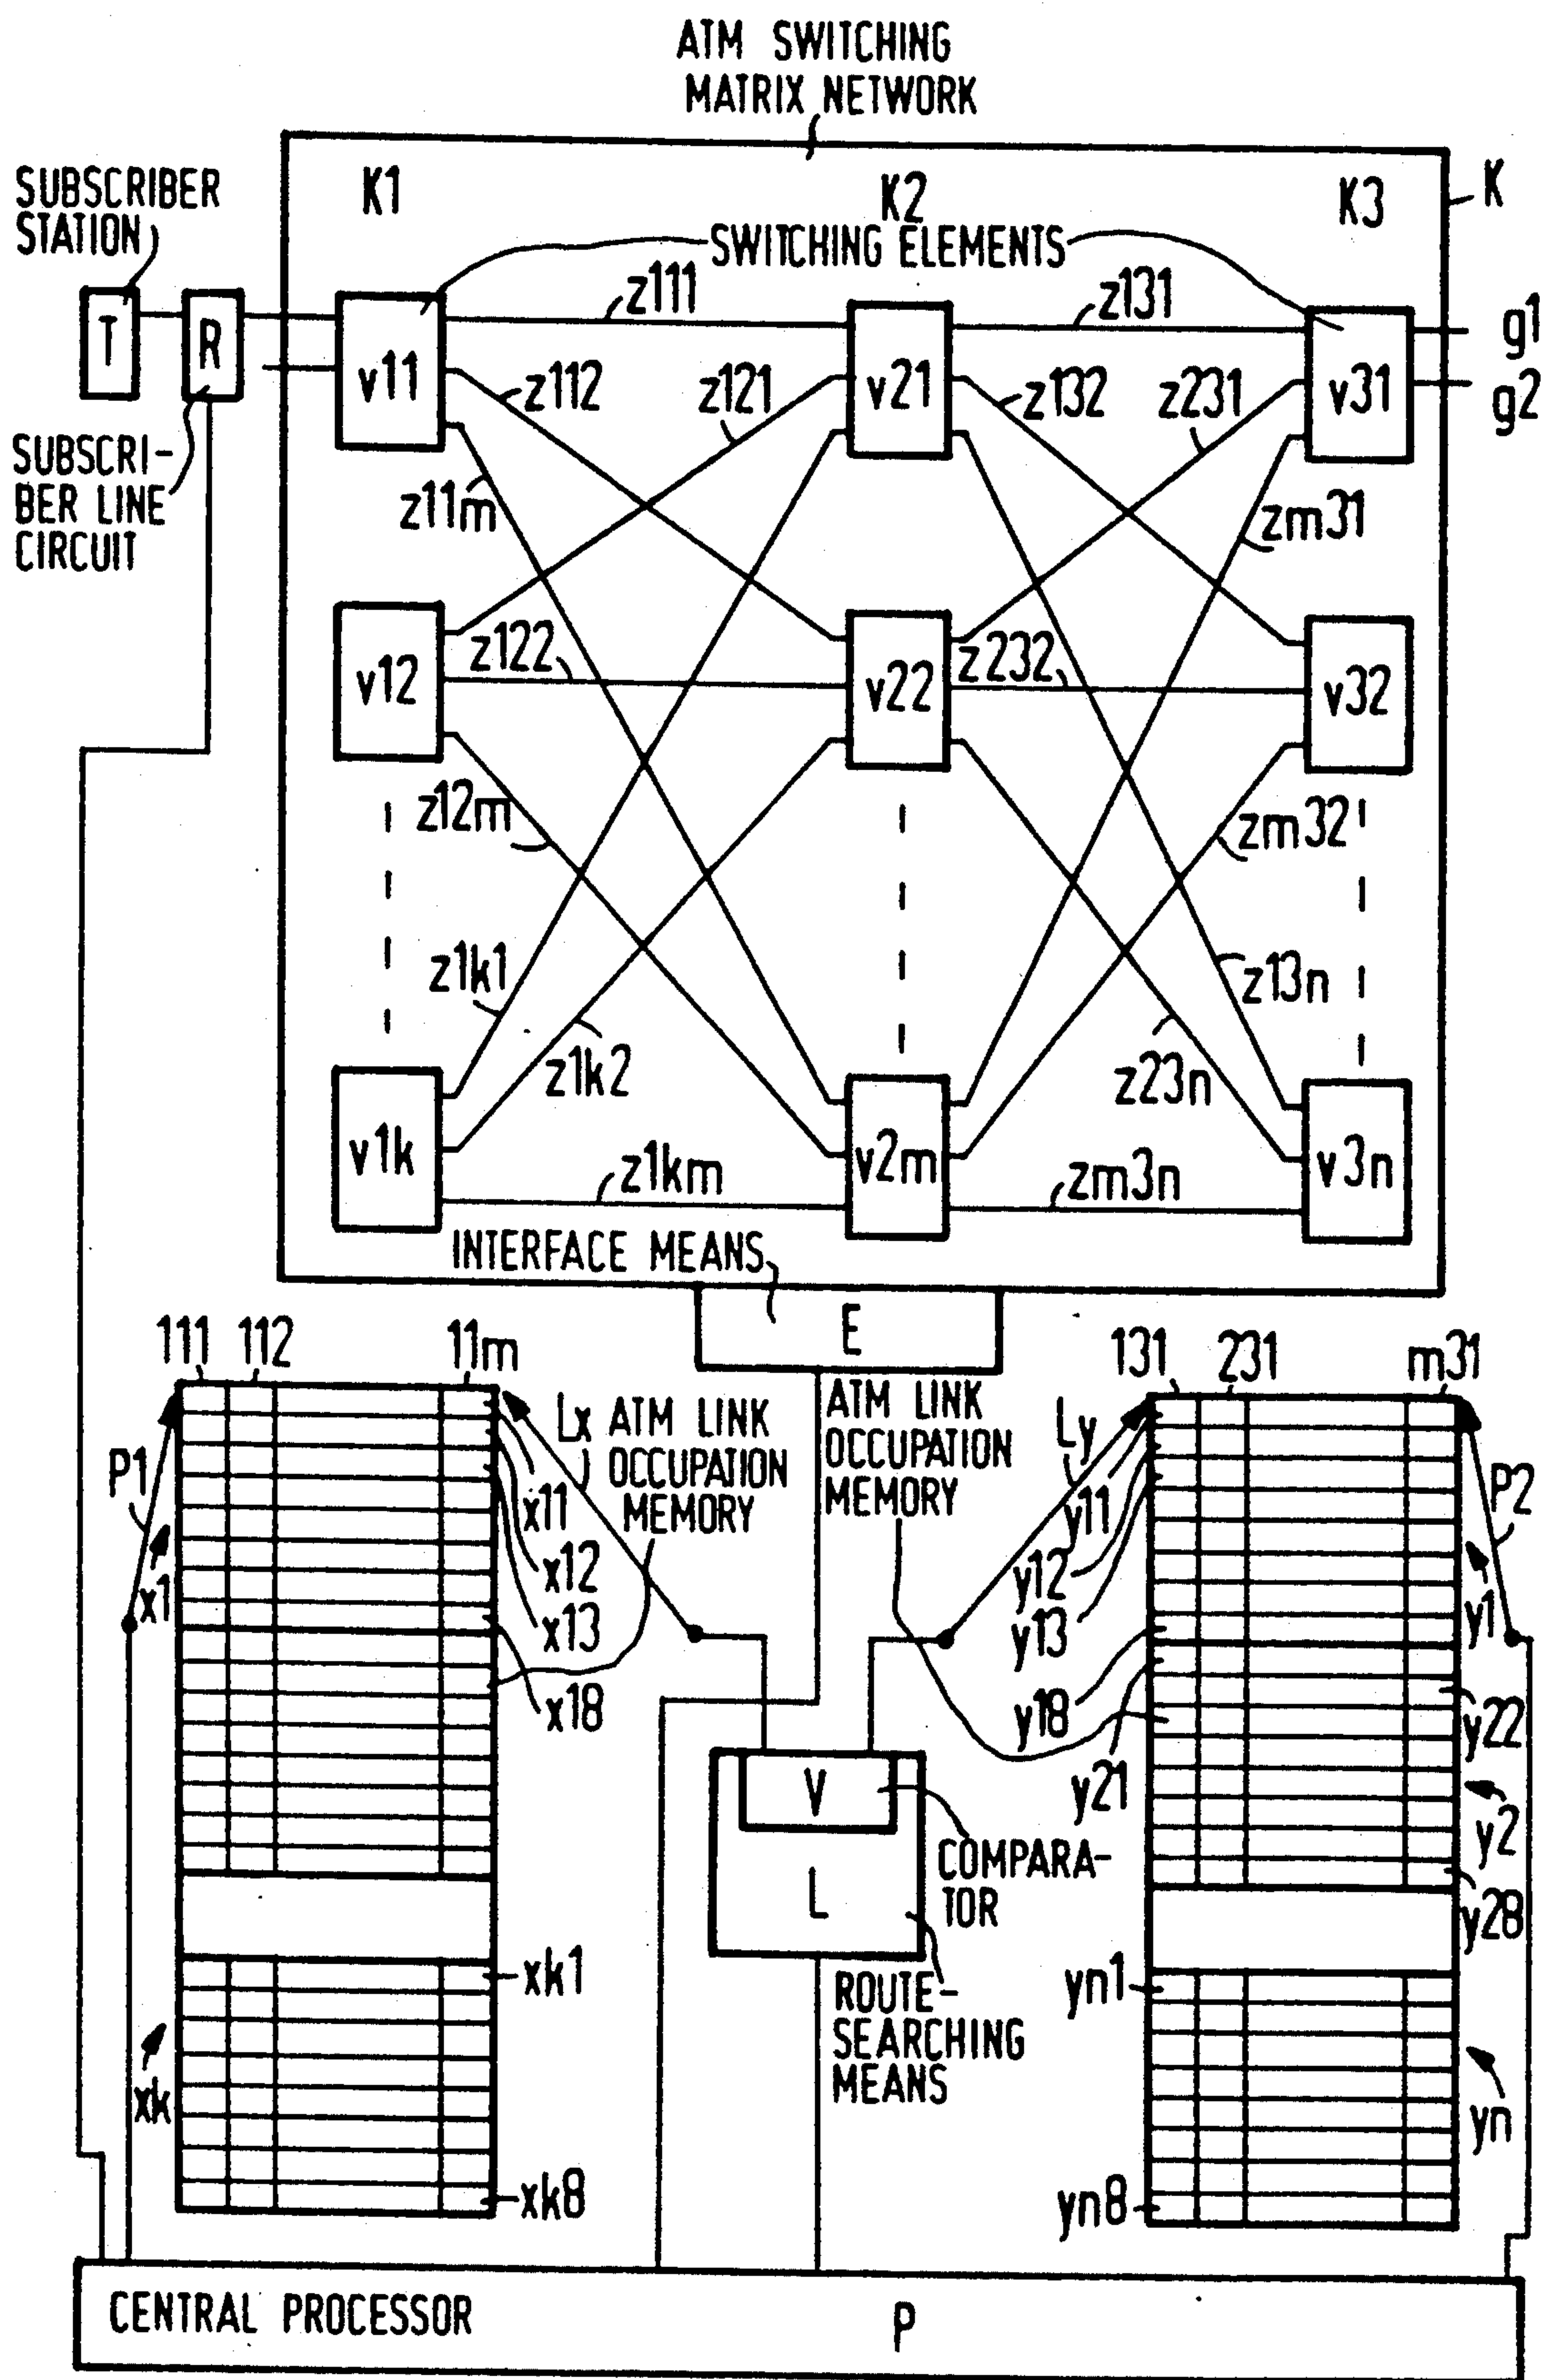 ATM SWITCHING
MATRIX NETWORK
SUBSCRIBER
STATION
K1
K2
K3
K
SWITCHING ELEMENTS
T
R
v11
z111
v21
z131
v31
g1
g2
z112
z121
z132
z231
SUBSCRI-
BER LINE
CIRCUIT
z11m
zm31
v12
z122
v22
z232
v32
z12m
zm32
z1k1
z13n
z1k2
z23n
v1k
v2m
v3n
z1km
zm3n
INTERFACE MEANS
E
111
112
11m
131
231
m31
Lx
ATM LINK
OCCUPATION
MEMORY
ATM LINK
OCCUPATION
MEMORY
Ly
P1
P2
x11
x12
x13
x18
x1
y11
y12
y13
y18
y21
y1
y22
y2
y28
V
L
COMPARA-
TOR
ROUTE-
SEARCHING
MEANS
xk1
xk
xk8
yn1
yn
yn8
CENTRAL PROCESSOR
P